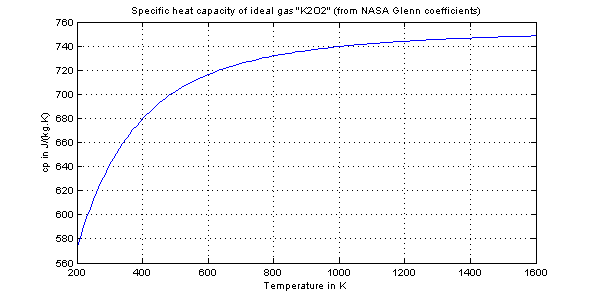 Specific heat capacity of ideal gas "K2O2" (from NASA Glenn coefficients)
760
740
720
700
680
660
640
620
600
580
560
cp in J/(kg.K)
200 400 600 800 1000 1200 1400 1600
Temperature in K